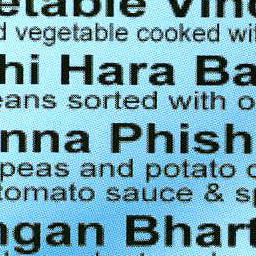 etable Vind
d vegetable cooked wit
hi Hara Ba
eans sorted with o
nna Phish
peas and potato c
tomato sauce & sp
ngan Bhart